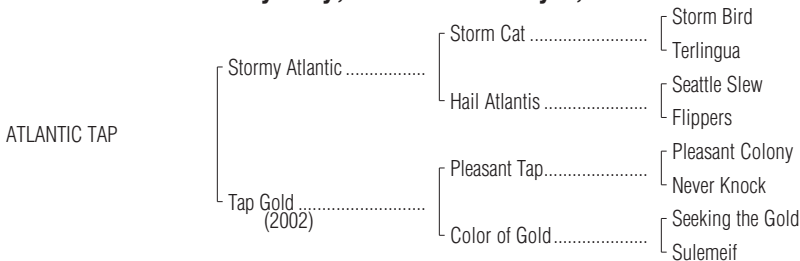 Storm Bird
Storm Cat ........................
Terlingua
Stormy Atlantic ................
Seattle Slew
Hail Atlantis .....................
Flippers
ATLANTIC TAP
Pleasant Colony
Pleasant Tap.....................
Never Knock
Tap Gold .........................
(2002)
Seeking the Gold
Color of Gold...................
Sulemeif